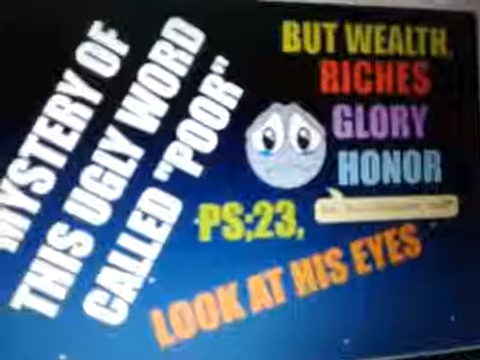 MYSTERY OF
THIS UGLY WORD
CALLED "POOR"
BUT WEALTH,
RICHES
GLORY
HONOR
PS;23,
LOOK AT HIS EYES